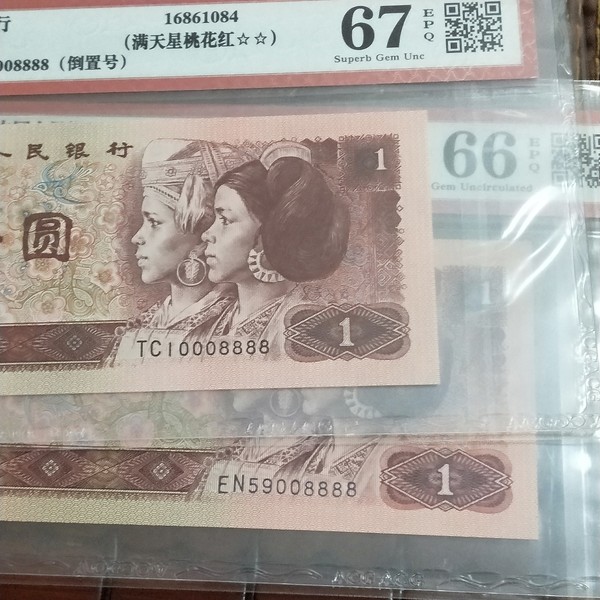 行
16861084
(满天星桃花红☆☆)
008888 (倒置号)
67
EPQ
Superb Gem Unc
66
EPQ
Gem Uncirculated
人民银行
1
圆
1
TC10008888
1
1
EN59008888